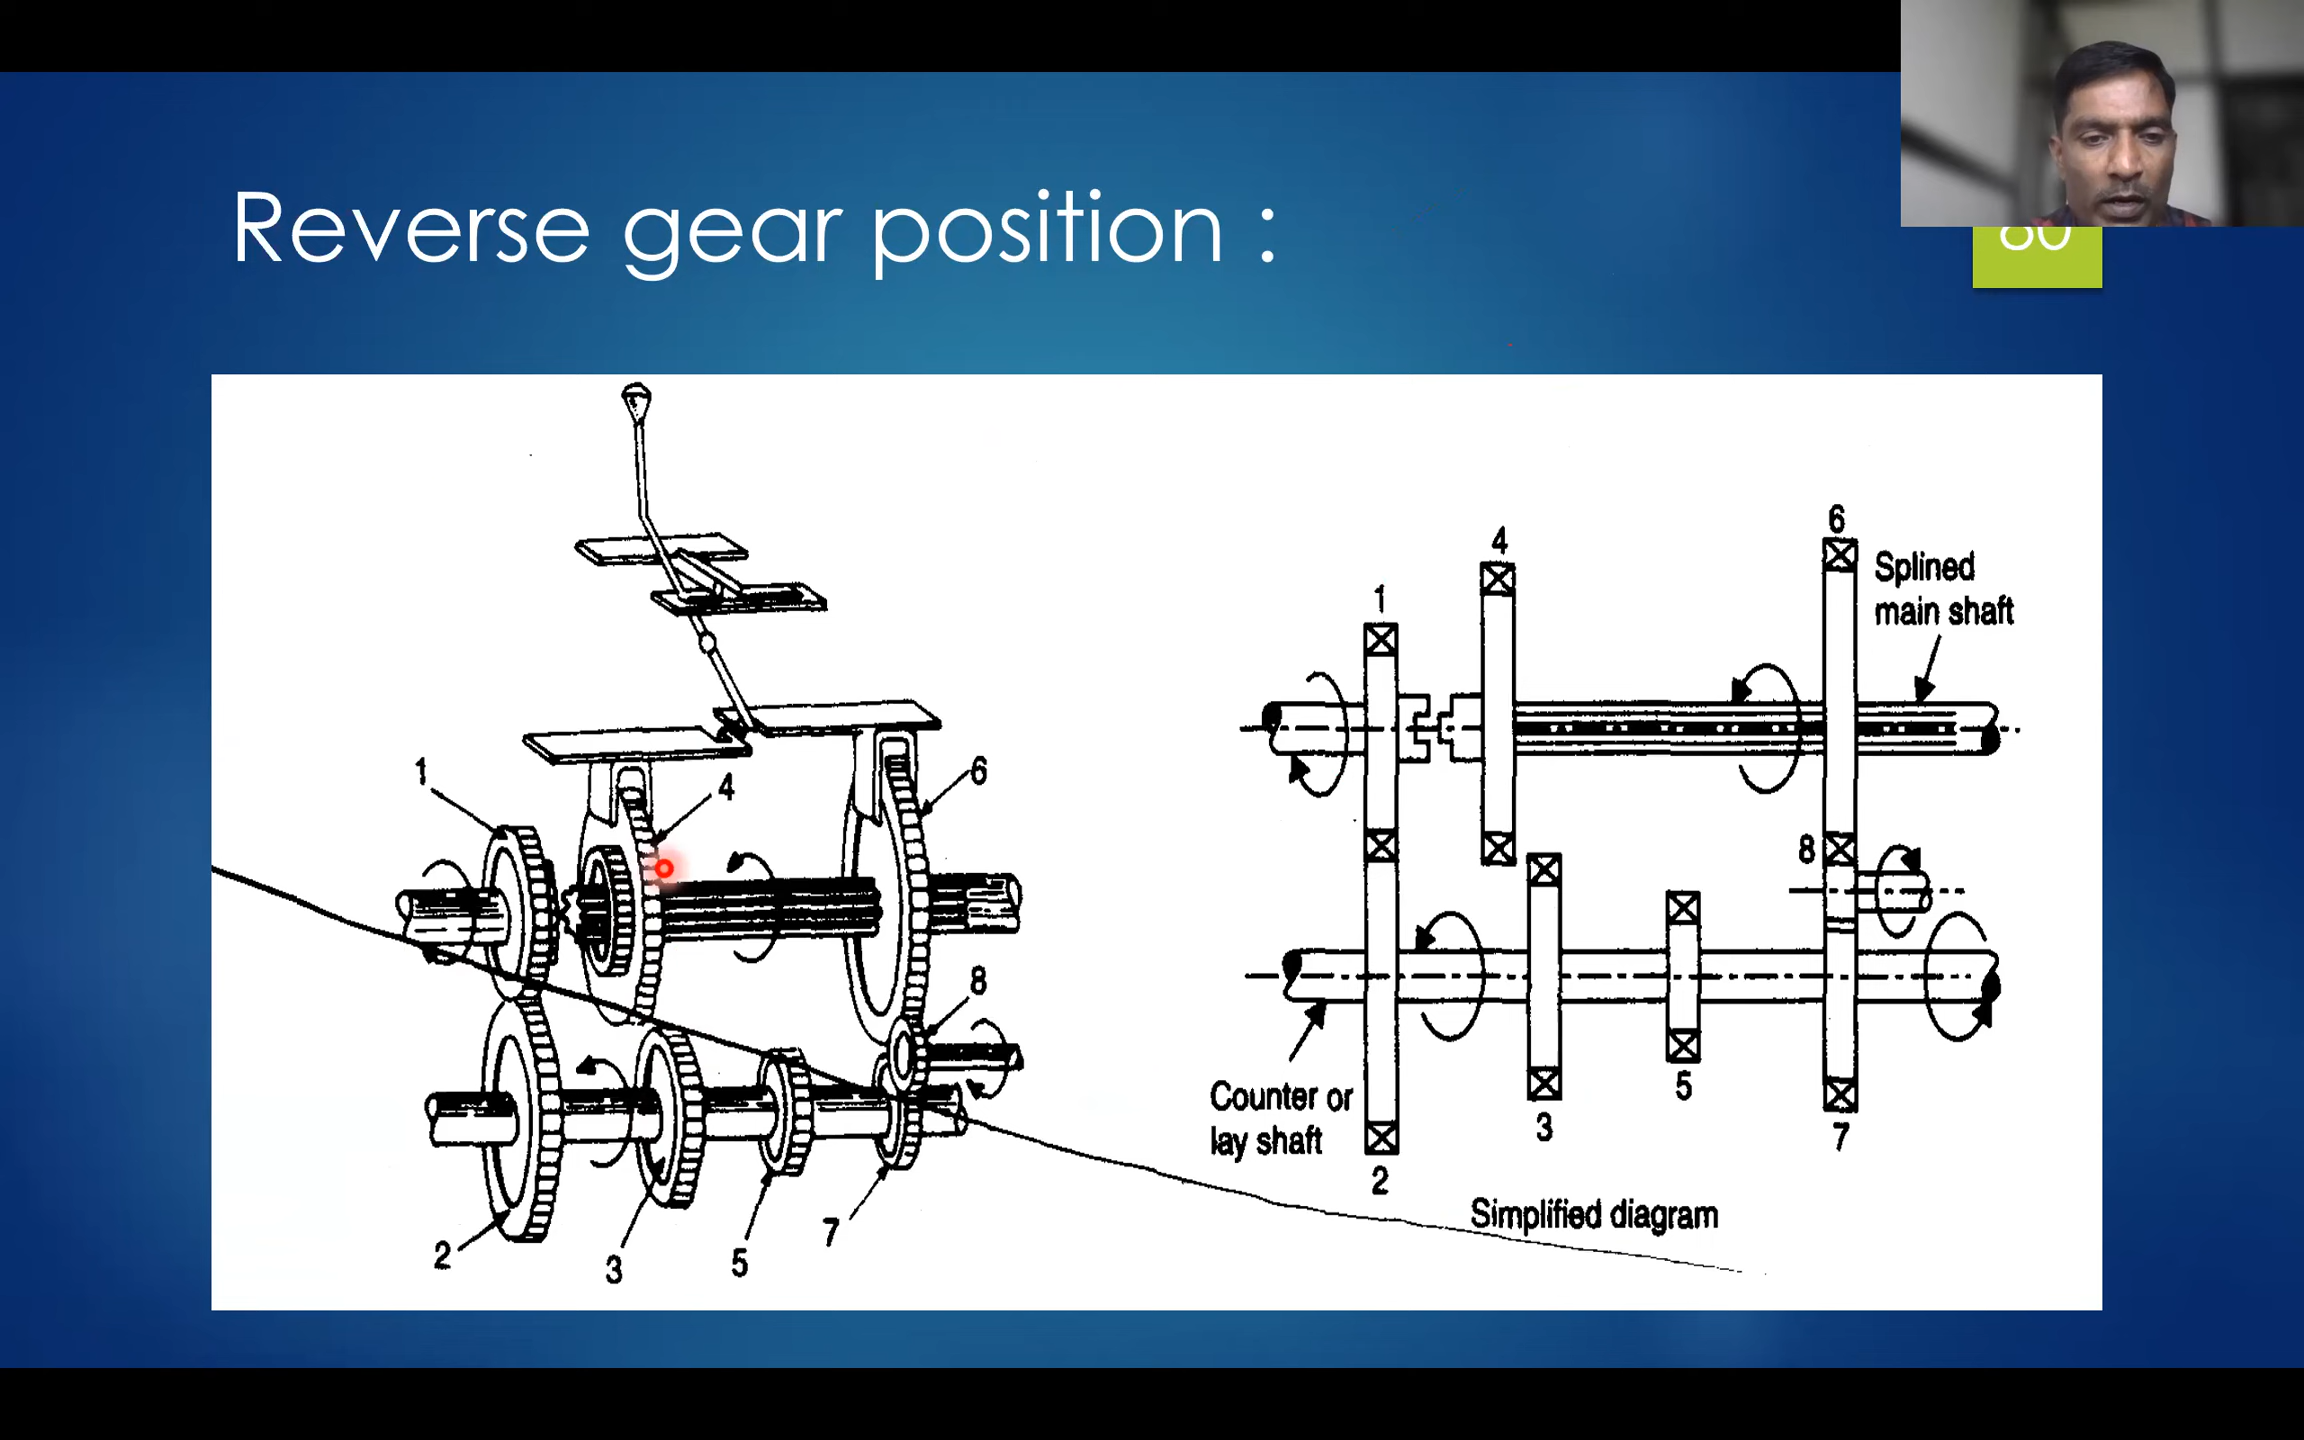 Reverse gear position :
80
1
4
6
8
2
3
5
7
1
4
6
Splined
main shaft
8
Counter or
lay shaft
2
3
5
7
Simplified diagram